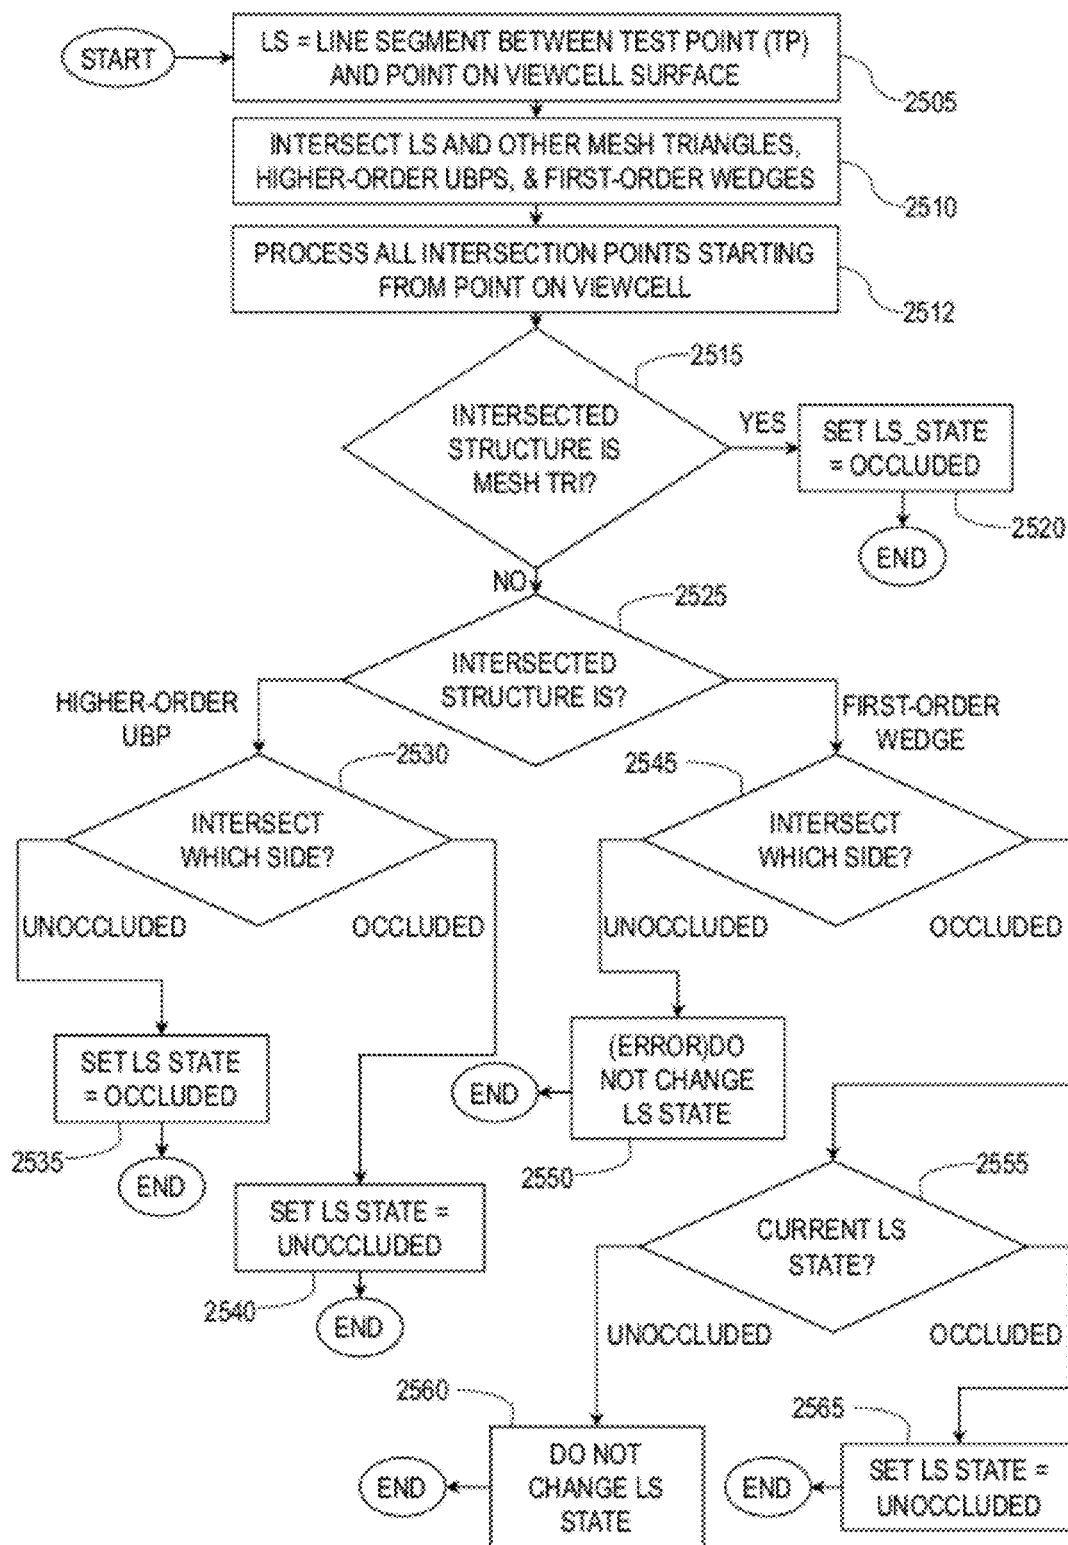 START
LS = LINE SEGMENT BETWEEN TEST POINT (TP)
AND POINT ON VIEWCELL SURFACE
2505
INTERSECT LS AND OTHER MESH TRIANGLES,
HIGHER-ORDER UBPS, & FIRST-ORDER WEDGES
2510
PROCESS ALL INTERSECTION POINTS STARTING
FROM POINT ON VIEWCELL
2512
2515
INTERSECTED
STRUCTURE IS
MESH TRI?
YES
SET LS_STATE
= OCCLUDED
2520
END
NO
2525
INTERSECTED
STRUCTURE IS?
HIGHER-ORDER
UBP
FIRST-ORDER
WEDGE
2530
INTERSECT
WHICH SIDE?
2545
INTERSECT
WHICH SIDE?
UNOCCLUDED
OCCLUDED
UNOCCLUDED
OCCLUDED
SET LS STATE
= OCCLUDED
2535
END
SET LS STATE =
UNOCCLUDED
2540
END
(ERROR)DO
NOT CHANGE
LS STATE
END
2550
2555
CURRENT LS
STATE?
UNOCCLUDED
OCCLUDED
2560
DO NOT
CHANGE LS
STATE
END
2565
SET LS STATE =
UNOCCLUDED
END